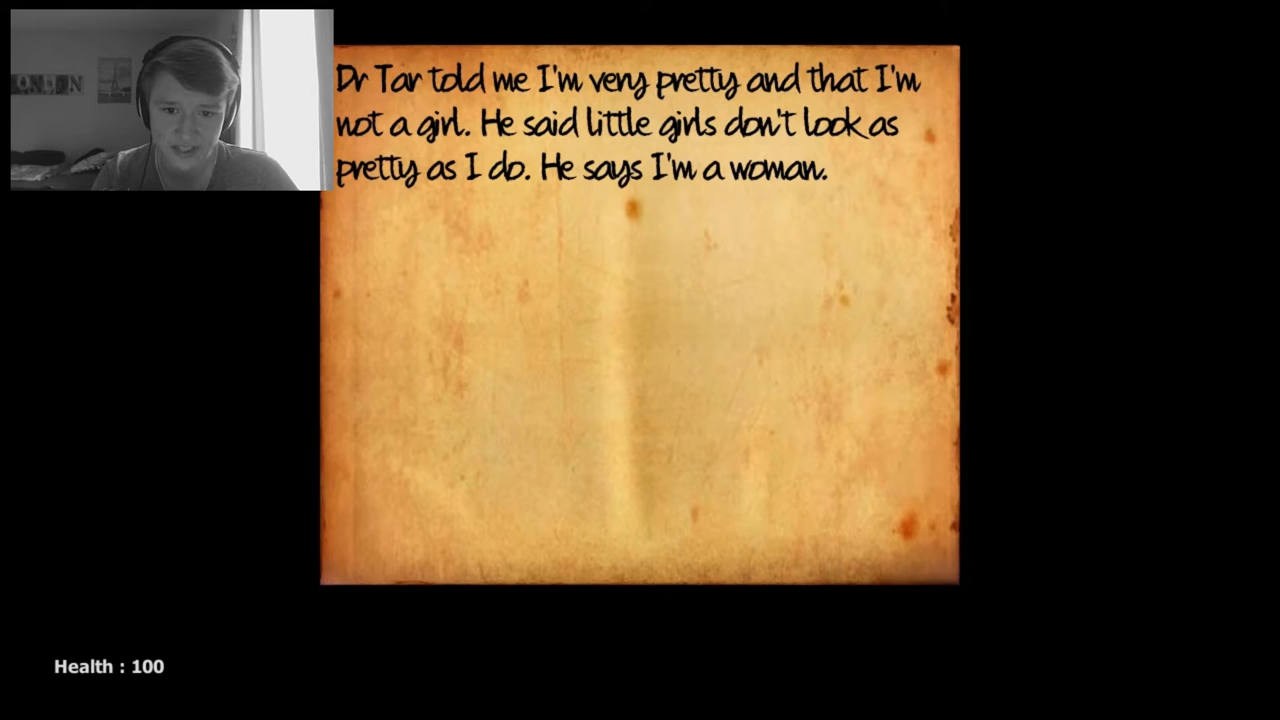 Dr Tar told me I'm very pretty and that I'm
not a girl. He said little girls don't look as
pretty as I do. He says I'm a woman.
Health : 100